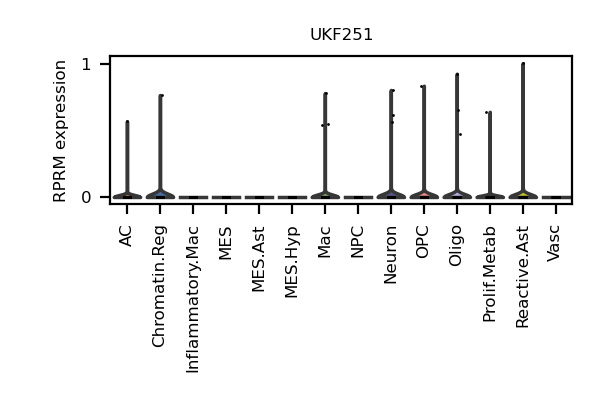 UKF251
RPRM expression
1
0
AC
Chromatin.Reg
Inflammatory.Mac
MES
MES.Ast
MES.Hyp
Mac
NPC
Neuron
OPC
Oligo
Prolif.Metab
Reactive.Ast
Vasc